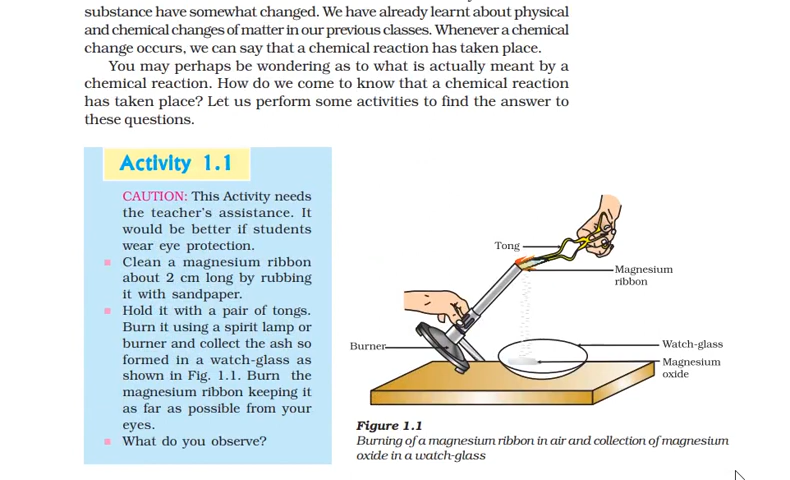 substance have somewhat changed. We have already learnt about physical
and chemical changes of matter in our previous classes. Whenever a chemical
change occurs, we can say that a chemical reaction has taken place.
You may perhaps be wondering as to what is actually meant by a
chemical reaction. How do we come to know that a chemical reaction
has taken place? Let us perform some activities to find the answer to
these questions.
Activity 1.1
CAUTION: This Activity needs
the teacher's assistance. It
would be better if students
wear eye protection.
Clean a magnesium ribbon
about 2 cm long by rubbing
it with sandpaper.
Hold it with a pair of tongs.
Burn it using a spirit lamp or
burner and collect the ash so
formed in a watch-glass as
shown in Fig. 1.1. Burn the
magnesium ribbon keeping it
as far as possible from your
eyes.
What do you observe?
Tong
Magnesium
ribbon
Burner
Watch-glass
Magnesium
oxide
Figure 1.1
Burning of a magnesium ribbon in air and collection of magnesium
oxide in a watch-glass